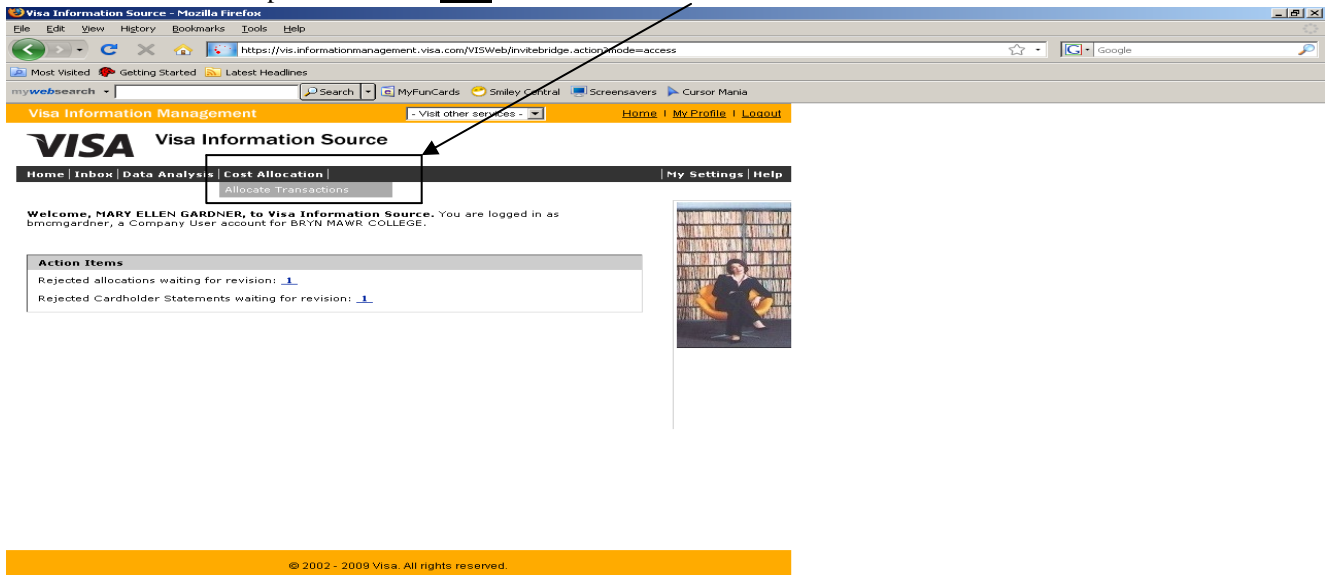 Visa Information Source - Mozilla Firefox
File Edit View History Bookmarks Tools Help
https://vis.informationmanagement.visa.com/VISWeb/invitebridge.action?mode=access
Google
Most Visited Getting Started Latest Headlines
mywebsearch Search MyFunCards Smiley Central Screensavers Cursor Mania
Visa Information Management - Visit other services - Home | My Profile | Logout
VISA Visa Information Source
Home | Inbox | Data Analysis | Cost Allocation | | My Settings | Help
Allocate Transactions
Welcome, MARY ELLEN GARDNER, to Visa Information Source. You are logged in as
bmcmgardner, a Company User account for BRYN MAWR COLLEGE.
Action Items
Rejected allocations waiting for revision: 1
Rejected Cardholder Statements waiting for revision: 1
© 2002 - 2009 Visa. All rights reserved.